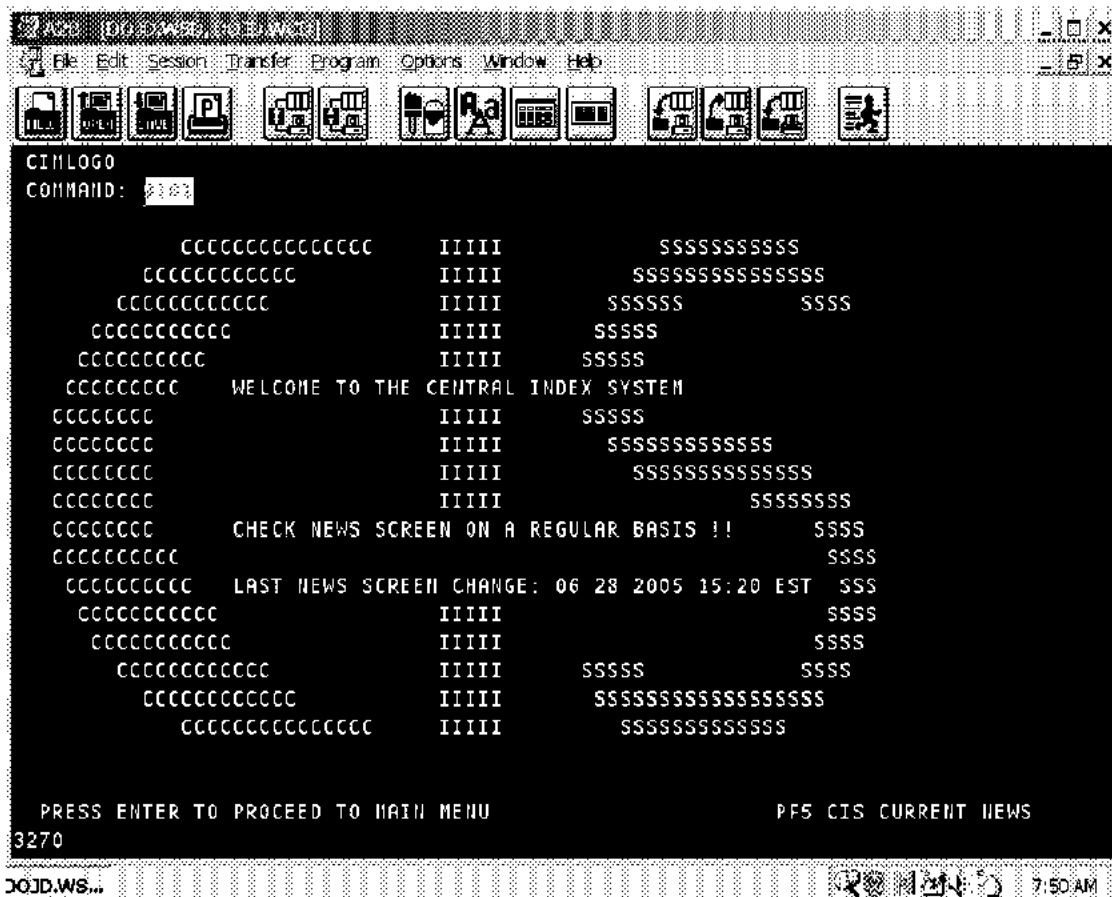 File Edit Session Transfer Program Options Window Help
CIMLOGO
COMMAND:
CCCCCCCCCCCCCCC IIIII SSSSSSSSSSS
CCCCCCCCCCCC IIIII SSSSSSSSSSSSSSS
CCCCCCCCCCCC IIIII SSSSSS SSSS
CCCCCCCCCCC IIIII SSSSS
CCCCCCCCCC IIIII SSSSS
CCCCCCCCC WELCOME TO THE CENTRAL INDEX SYSTEM
CCCCCCCC IIIII SSSSS
CCCCCCCC IIIII SSSSSSSSSSSSS
CCCCCCCC IIIII SSSSSSSSSSSSSS
CCCCCCCC IIIII SSSSSSSS
CCCCCCCC CHECK NEWS SCREEN ON A REGULAR BASIS !! SSSS
CCCCCCCCCC SSSS
CCCCCCCCCC LAST NEWS SCREEN CHANGE: 06 28 2005 15:20 EST SSS
CCCCCCCCCCC IIIII SSSS
CCCCCCCCCCC IIIII SSSS
CCCCCCCCCCCC IIIII SSSSS SSSS
CCCCCCCCCCCC IIIII SSSSSSSSSSSSSSSSSS
CCCCCCCCCCCCCCC IIIII SSSSSSSSSSSSS
PRESS ENTER TO PROCEED TO MAIN MENU PF5 CIS CURRENT NEWS
3270
OOJD.WS... 7:50 AM